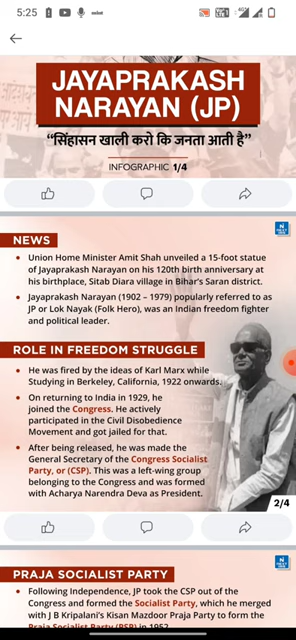 5:25
JAYAPRAKASH
NARAYAN (JP)
“सिंहासन खाली करो कि जनता आती है”
INFOGRAPHIC 1/4
NEWS
Union Home Minister Amit Shah unveiled a 15-foot statue
of Jayaprakash Narayan on his 120th birth anniversary at
his birthplace, Sitab Diara village in Bihar's Saran district.
Jayaprakash Narayan (1902 – 1979) popularly referred to as
JP or Lok Nayak (Folk Hero), was an Indian freedom fighter
and political leader.
ROLE IN FREEDOM STRUGGLE
He was fired by the ideas of Karl Marx while
Studying in Berkeley, California, 1922 onwards.
On returning to India in 1929, he
joined the Congress. He actively
participated in the Civil Disobedience
Movement and got jailed for that.
After being released, he was made the
General Secretary of the Congress Socialist
Party, or (CSP). This was a left-wing group
belonging to the Congress and was formed
with Acharya Narendra Deva as President.
2/4
PRAJA SOCIALIST PARTY
Following Independence, JP took the CSP out of the
Congress and formed the Socialist Party, which he merged
with J B Kripalani's Kisan Mazdoor Praja Party to form the
Praja Socialist Party (PSP) in 1952.